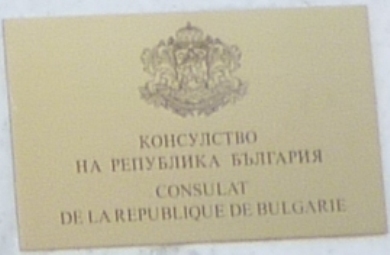 КОНСУЛСТВО
НА РЕПУБЛИКА БЪЛГАРИЯ
CONSULAT
DE LA REPUBLIQUE DE BULGARIE